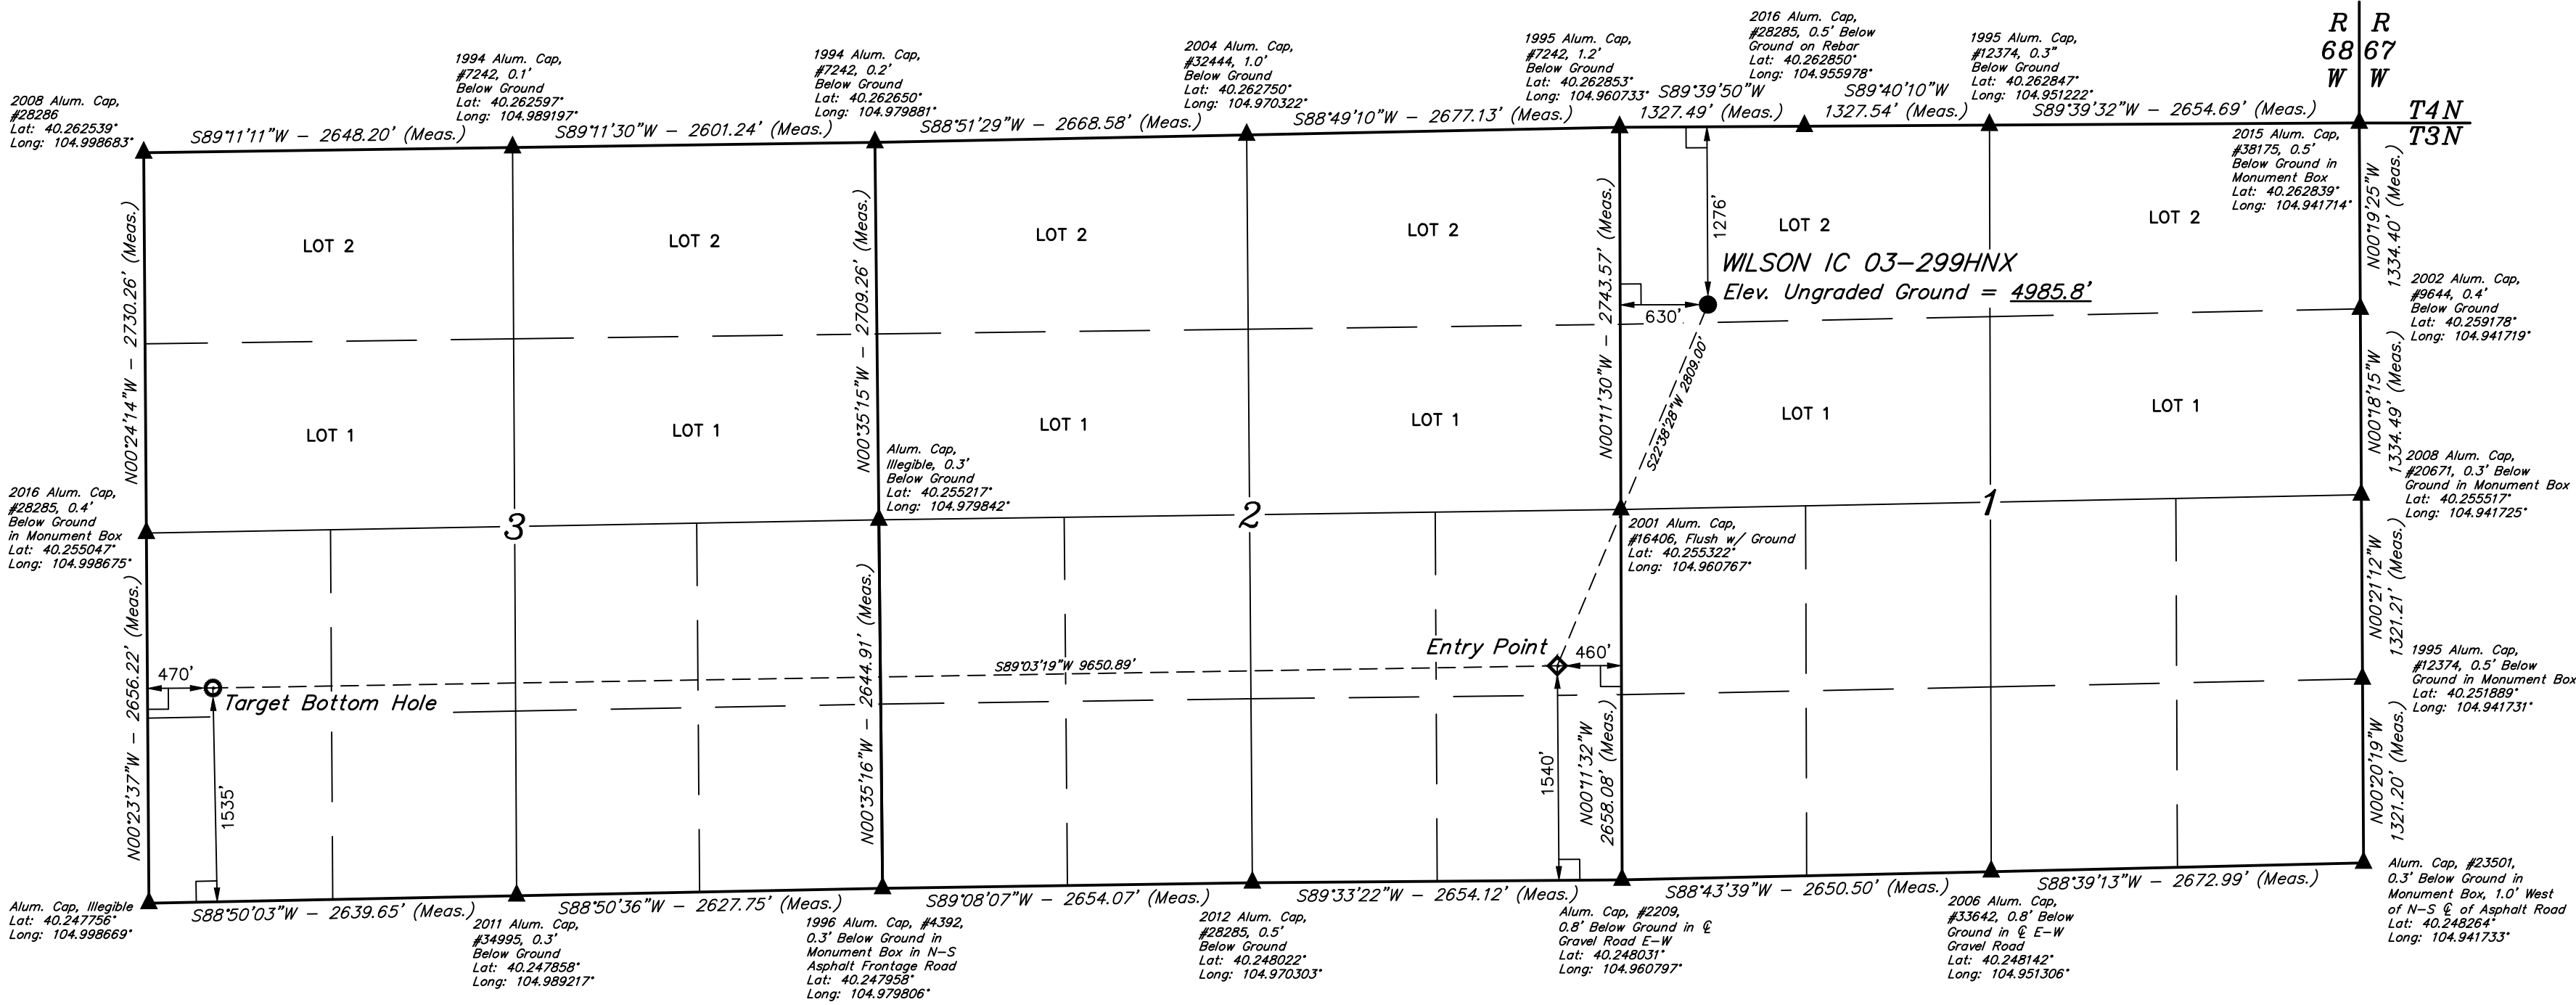 R R
68 67
W W
T4N
T3N
2008 Alum. Cap,
#28286
Lat: 40.262539°
Long: 104.998683°
S89°11'11"W - 2648.20' (Meas.)
1994 Alum. Cap,
#7242, 0.1'
Below Ground
Lat: 40.262597°
Long: 104.989197°
S89°11'30"W - 2601.24' (Meas.)
1994 Alum. Cap,
#7242, 0.2'
Below Ground
Lat: 40.262650°
Long: 104.979881°
S88°51'29"W - 2668.58' (Meas.)
2004 Alum. Cap,
#32444, 1.0'
Below Ground
Lat: 40.262750°
Long: 104.970322°
S88°49'10"W - 2677.13' (Meas.)
1995 Alum. Cap,
#7242, 1.2'
Below Ground
Lat: 40.262853°
Long: 104.960733°
S89°39'50"W
1327.49' (Meas.)
2016 Alum. Cap,
#28285, 0.5' Below
Ground on Rebar
Lat: 40.262850°
Long: 104.955978°
S89°40'10"W
1327.54' (Meas.)
1995 Alum. Cap,
#12374, 0.3"
Below Ground
Lat: 40.262847°
Long: 104.951222°
S89°39'32"W - 2654.69' (Meas.)
2015 Alum. Cap,
#38175, 0.5'
Below Ground in
Monument Box
Lat: 40.262839°
Long: 104.941714°
N00°19'25"W
1334.40' (Meas.)
N00°24'14"W - 2730.26' (Meas.)
LOT 2
LOT 2
N00°35'15"W - 2709.26' (Meas.)
LOT 2
LOT 2
N00°11'30"W - 2743.57' (Meas.)
1276'
LOT 2
LOT 2
WILSON IC 03-299HNX
Elev. Ungraded Ground = 4985.8'
630'
2002 Alum. Cap,
#9644, 0.4'
Below Ground
Lat: 40.259178°
Long: 104.941719°
S22°38'28"W 2809.00'
N00°18'15"W
1334.49' (Meas.)
LOT 1
LOT 1
LOT 1
LOT 1
LOT 1
LOT 1
2016 Alum. Cap,
#28285, 0.4'
Below Ground
in Monument Box
Lat: 40.255047°
Long: 104.998675°
Alum. Cap,
Illegible, 0.3'
Below Ground
Lat: 40.255217°
Long: 104.979842°
2008 Alum. Cap,
#20671, 0.3' Below
Ground in Monument Box
Lat: 40.255517°
Long: 104.941725°
3
2
1
2001 Alum. Cap,
#16406, Flush w/ Ground
Lat: 40.255322°
Long: 104.960767°
N00°21'12"W
1321.21' (Meas.)
N00°23'37"W - 2656.22' (Meas.)
N00°35'16"W - 2644.91' (Meas.)
Entry Point
460'
S89°03'19"W 9650.89'
470'
Target Bottom Hole
1995 Alum. Cap,
#12374, 0.5' Below
Ground in Monument Box
Lat: 40.251889°
Long: 104.941731°
1535'
1540'
N00°11'32"W
2658.08' (Meas.)
N00°20'19"W
1321.20' (Meas.)
Alum. Cap, Illegible
Lat: 40.247756°
Long: 104.998669°
S88°50'03"W - 2639.65' (Meas.)
2011 Alum. Cap,
#34995, 0.3'
Below Ground
Lat: 40.247858°
Long: 104.989217°
S88°50'36"W - 2627.75' (Meas.)
1996 Alum. Cap, #4392,
0.3' Below Ground in
Monument Box in N-S
Asphalt Frontage Road
Lat: 40.247958°
Long: 104.979806°
S89°08'07"W - 2654.07' (Meas.)
2012 Alum. Cap,
#28285, 0.5'
Below Ground
Lat: 40.248022°
Long: 104.970303°
S89°33'22"W - 2654.12' (Meas.)
Alum. Cap, #2209,
0.8' Below Ground in ℄
Gravel Road E-W
Lat: 40.248031°
Long: 104.960797°
S88°43'39"W - 2650.50' (Meas.)
2006 Alum. Cap,
#33642, 0.8' Below
Ground in ℄ E-W
Gravel Road
Lat: 40.248142°
Long: 104.951306°
S88°39'13"W - 2672.99' (Meas.)
Alum. Cap, #23501,
0.3' Below Ground in
Monument Box, 1.0' West
of N-S ℄ of Asphalt Road
Lat: 40.248264°
Long: 104.941733°